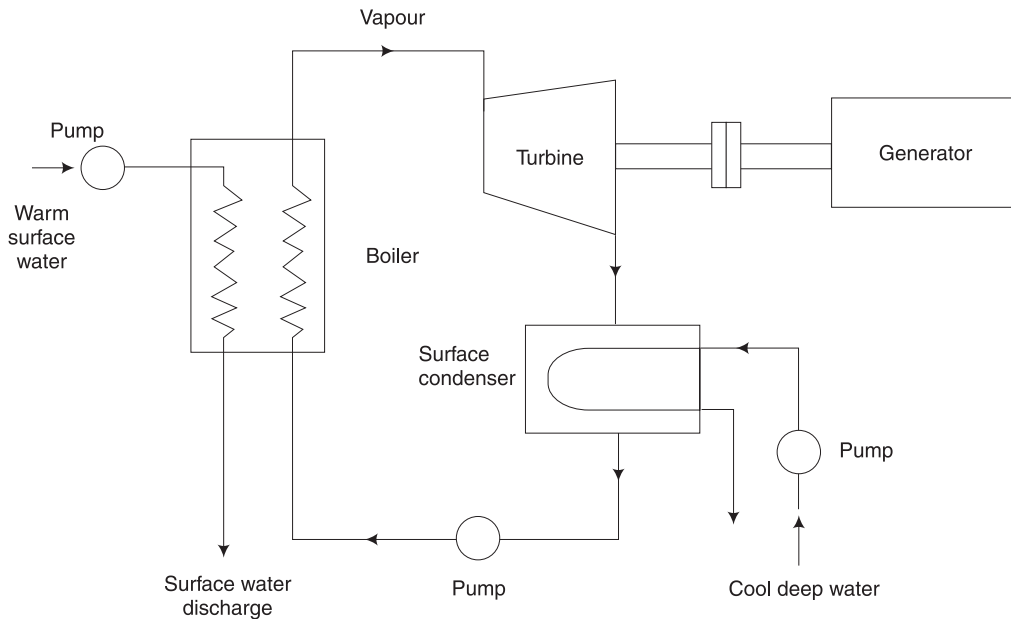 Vapour
Pump
Turbine
Generator
Warm
surface
water
Boiler
Surface
condenser
Pump
Surface water
discharge
Pump
Cool deep water